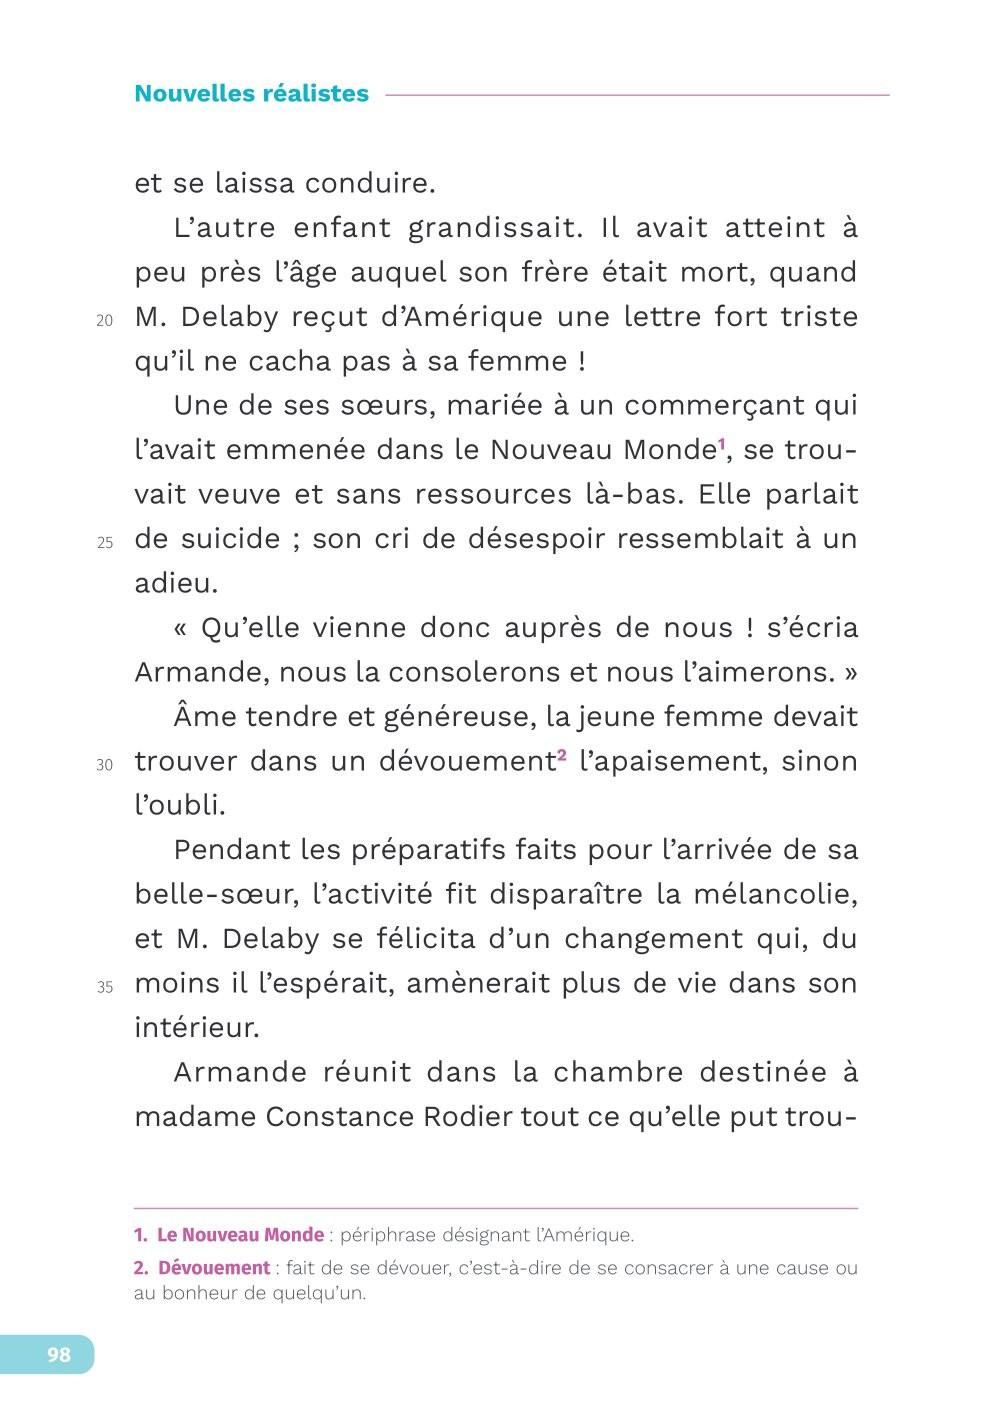 Nouvelles réalistes
et se laissa conduire.
L’autre enfant grandissait. Il avait atteint à
peu près l’âge auquel son frère était mort, quand
20 M. Delaby reçut d’Amérique une lettre fort triste
qu’il ne cacha pas à sa femme !
Une de ses sœurs, mariée à un commerçant qui
l’avait emmenée dans le Nouveau Monde¹, se trou-
vait veuve et sans ressources là-bas. Elle parlait
25 de suicide ; son cri de désespoir ressemblait à un
adieu.
« Qu’elle vienne donc auprès de nous ! s’écria
Armande, nous la consolerons et nous l’aimerons. »
Âme tendre et généreuse, la jeune femme devait
30 trouver dans un dévouement² l’apaisement, sinon
l’oubli.
Pendant les préparatifs faits pour l’arrivée de sa
belle-sœur, l’activité fit disparaître la mélancolie,
et M. Delaby se félicita d’un changement qui, du
35 moins il l’espérait, amènerait plus de vie dans son
intérieur.
Armande réunit dans la chambre destinée à
madame Constance Rodier tout ce qu’elle put trou-
1. Le Nouveau Monde : périphrase désignant l’Amérique.
2. Dévouement : fait de se dévouer, c’est-à-dire de se consacrer à une cause ou
au bonheur de quelqu’un.
98